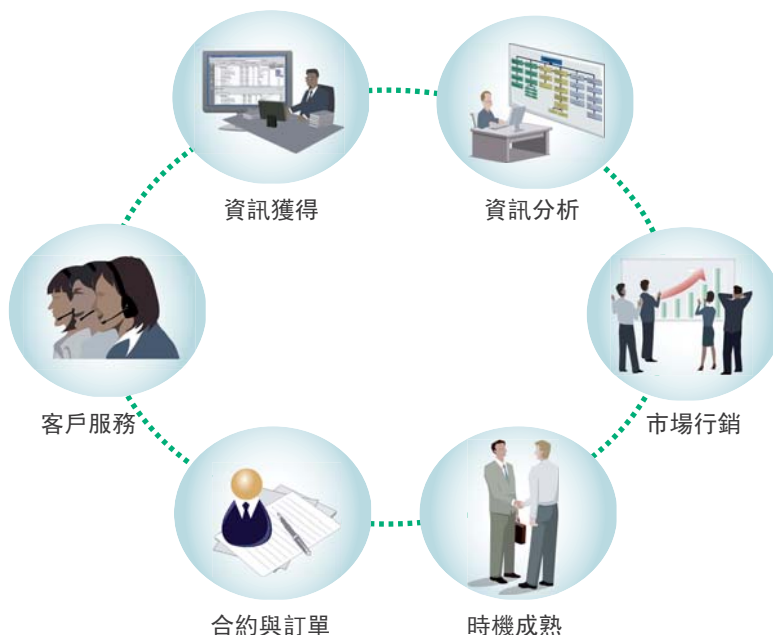 資訊獲得
資訊分析
客戶服務
市場行銷
合約與訂單
時機成熟